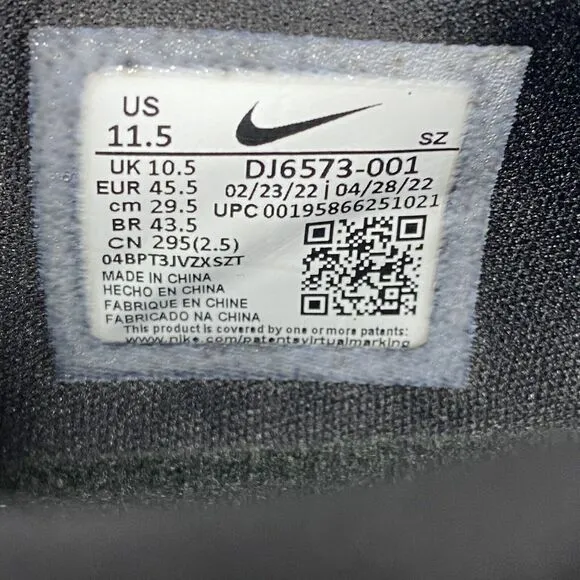 US
11.5
SZ
UK 10.5
DJ6573-001
EUR 45.5
02/23/22 | 04/28/22
cm 29.5
UPC 00195866251021
BR 43.5
CN 295(2.5)
04BPT3JVZXSZT
MADE IN CHINA
HECHO EN CHINA
FABRIQUE EN CHINE
FABRICADO NA CHINA
This product is covered by one or more patents:
www.nike.com/patentsvirtualmarking